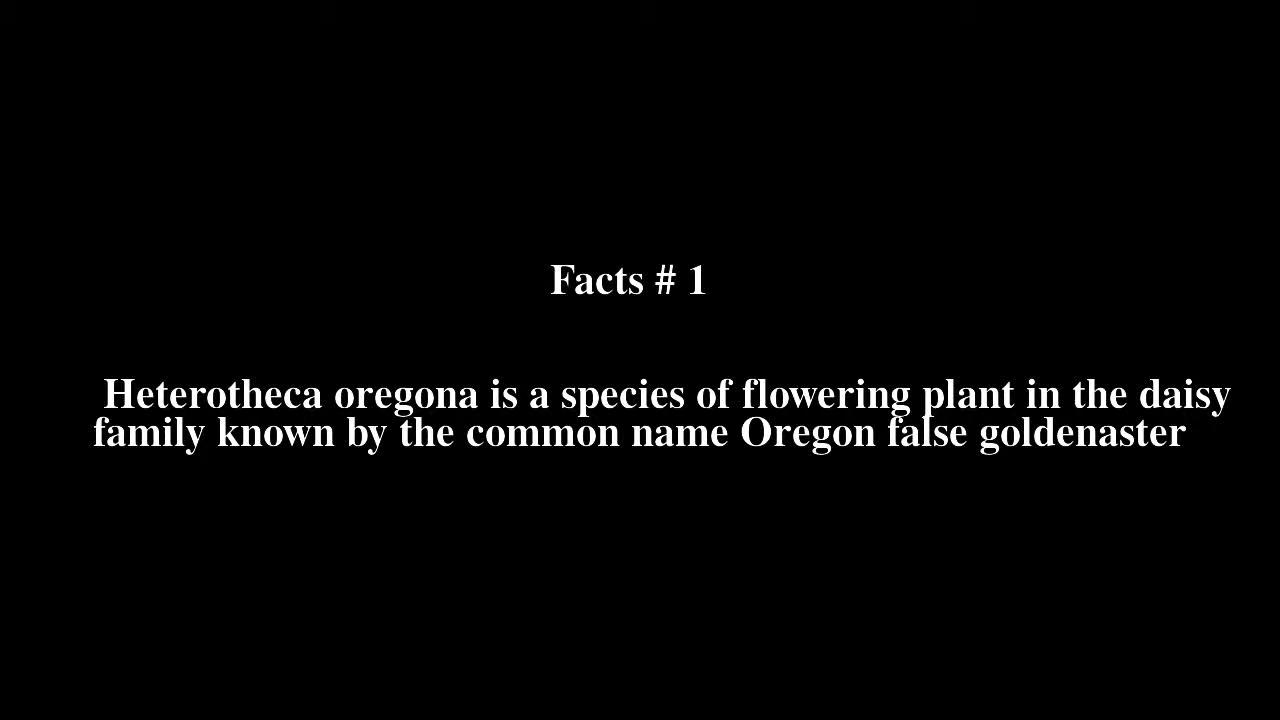 Facts # 1
Heterotheca oregona is a species of flowering plant in the daisy
family known by the common name Oregon false goldenaster